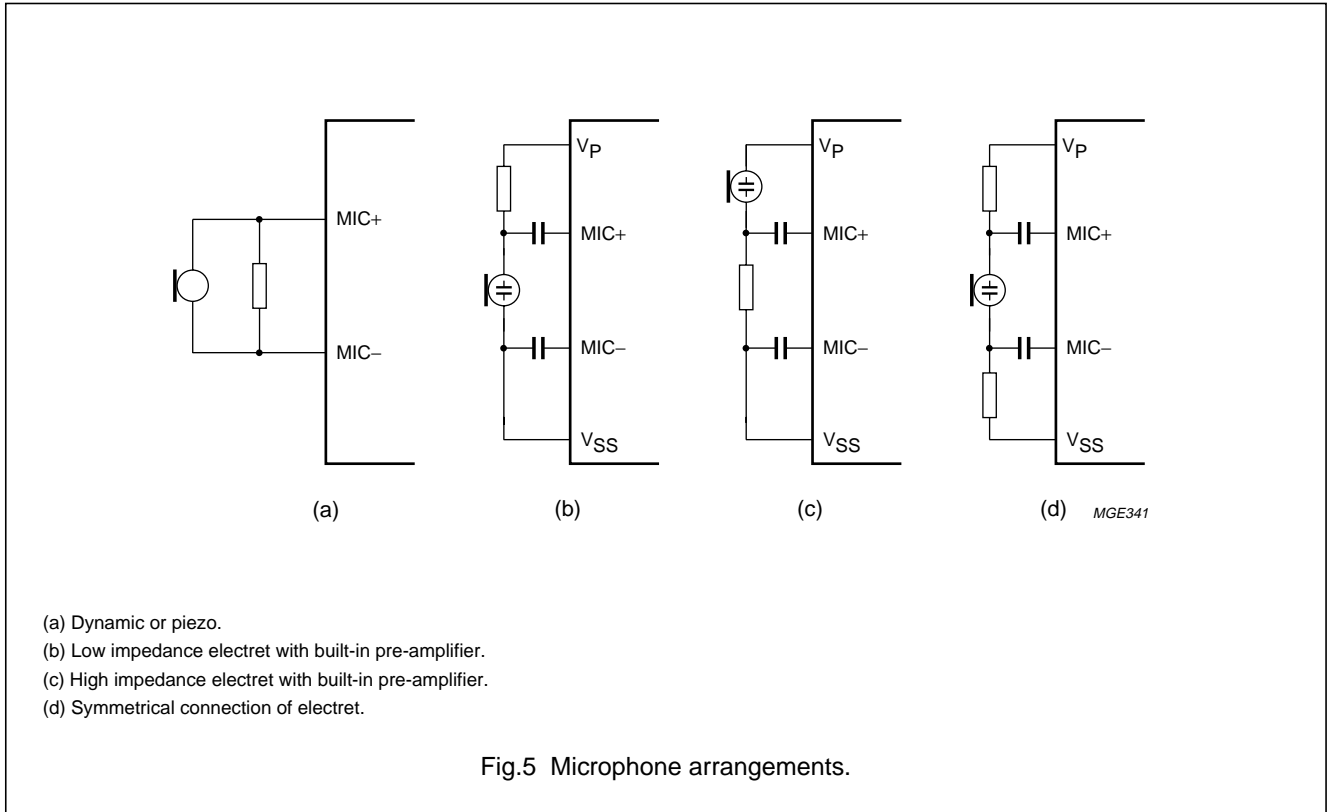 MIC+
MIC−
(a)
VP
MIC+
MIC−
VSS
(b)
VP
MIC+
MIC−
VSS
(c)
VP
MIC+
MIC−
VSS
(d)
MGE341
(a) Dynamic or piezo.
(b) Low impedance electret with built-in pre-amplifier.
(c) High impedance electret with built-in pre-amplifier.
(d) Symmetrical connection of electret.
Fig.5 Microphone arrangements.